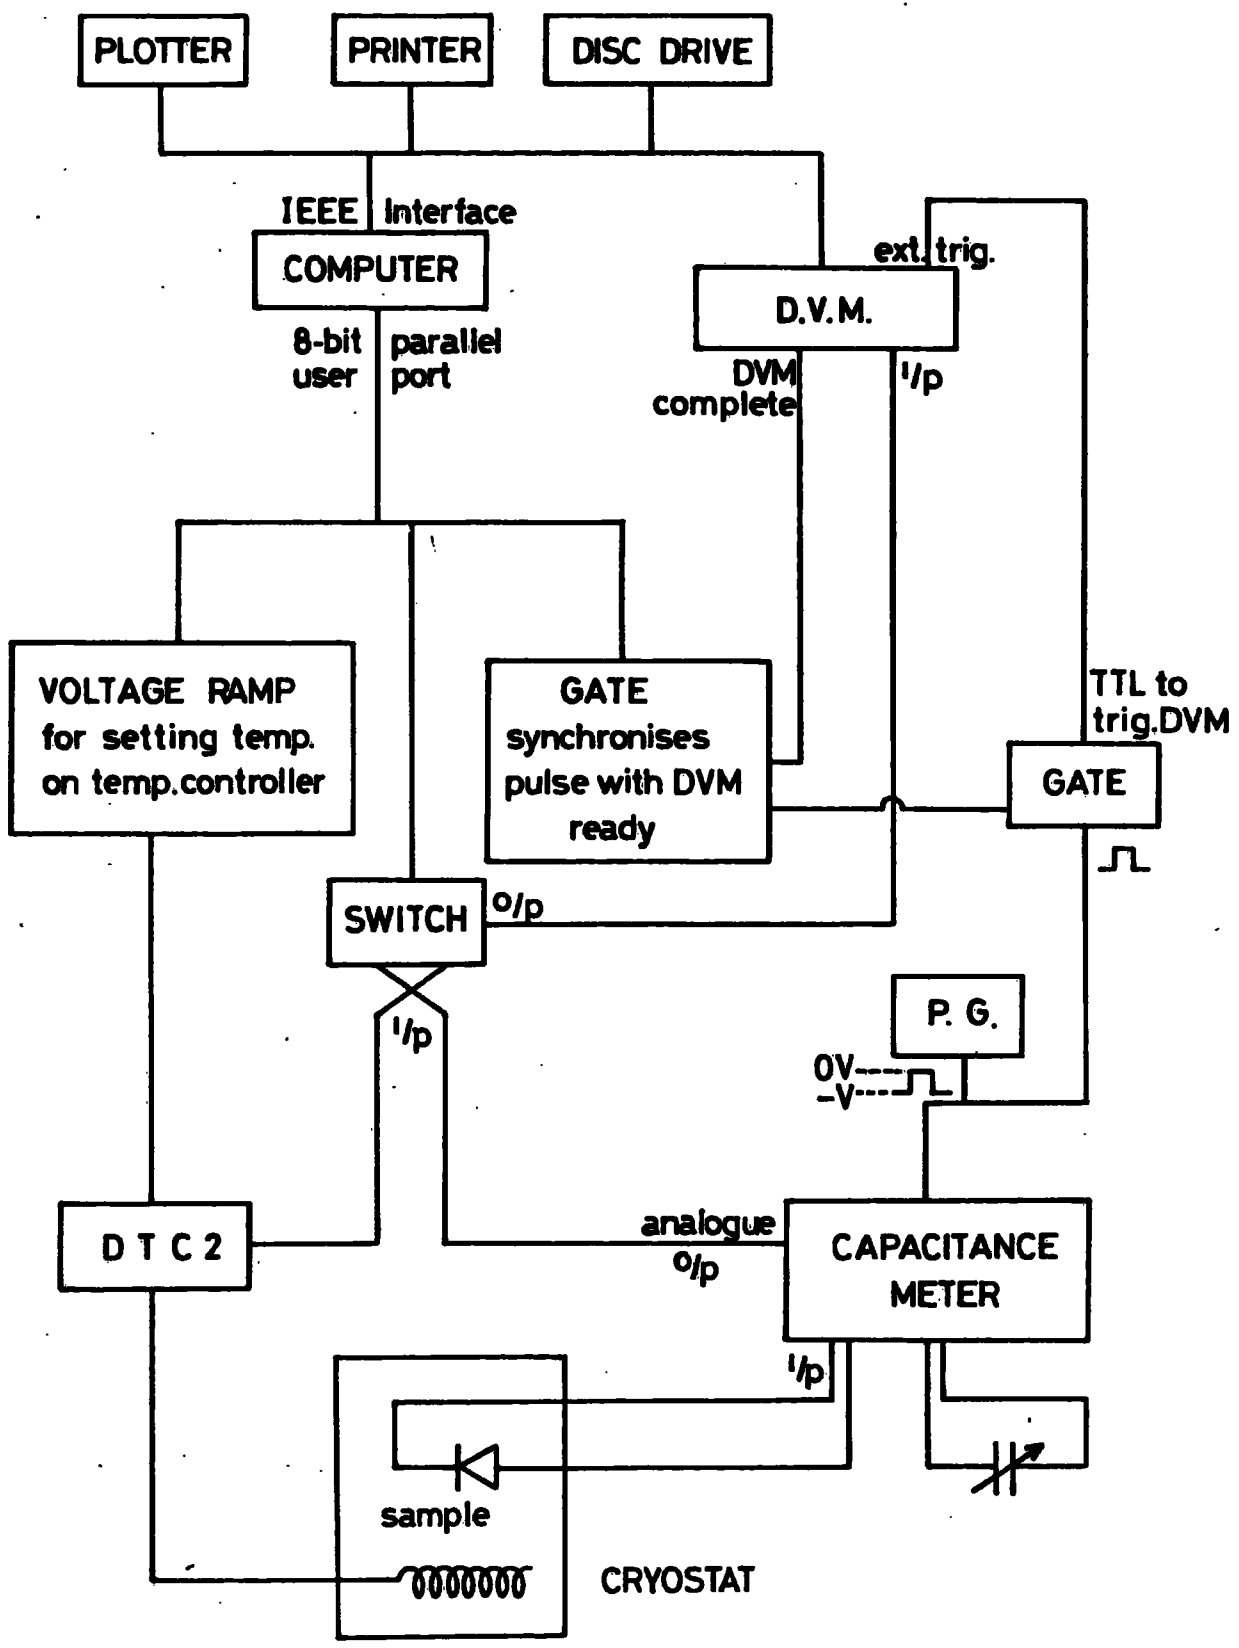 PLOTTER
PRINTER
DISC DRIVE
IEEE Interface
COMPUTER
ext. trig.
D.V.M.
8-bit parallel
user port
DVM
complete
I/p
VOLTAGE RAMP
for setting temp.
on temp.controller
GATE
synchronises
pulse with DVM
ready
TTL to
trig.DVM
GATE
SWITCH
O/p
I/p
P. G.
0V
-V
D T C 2
analogue
O/p
CAPACITANCE
METER
I/p
sample
CRYOSTAT